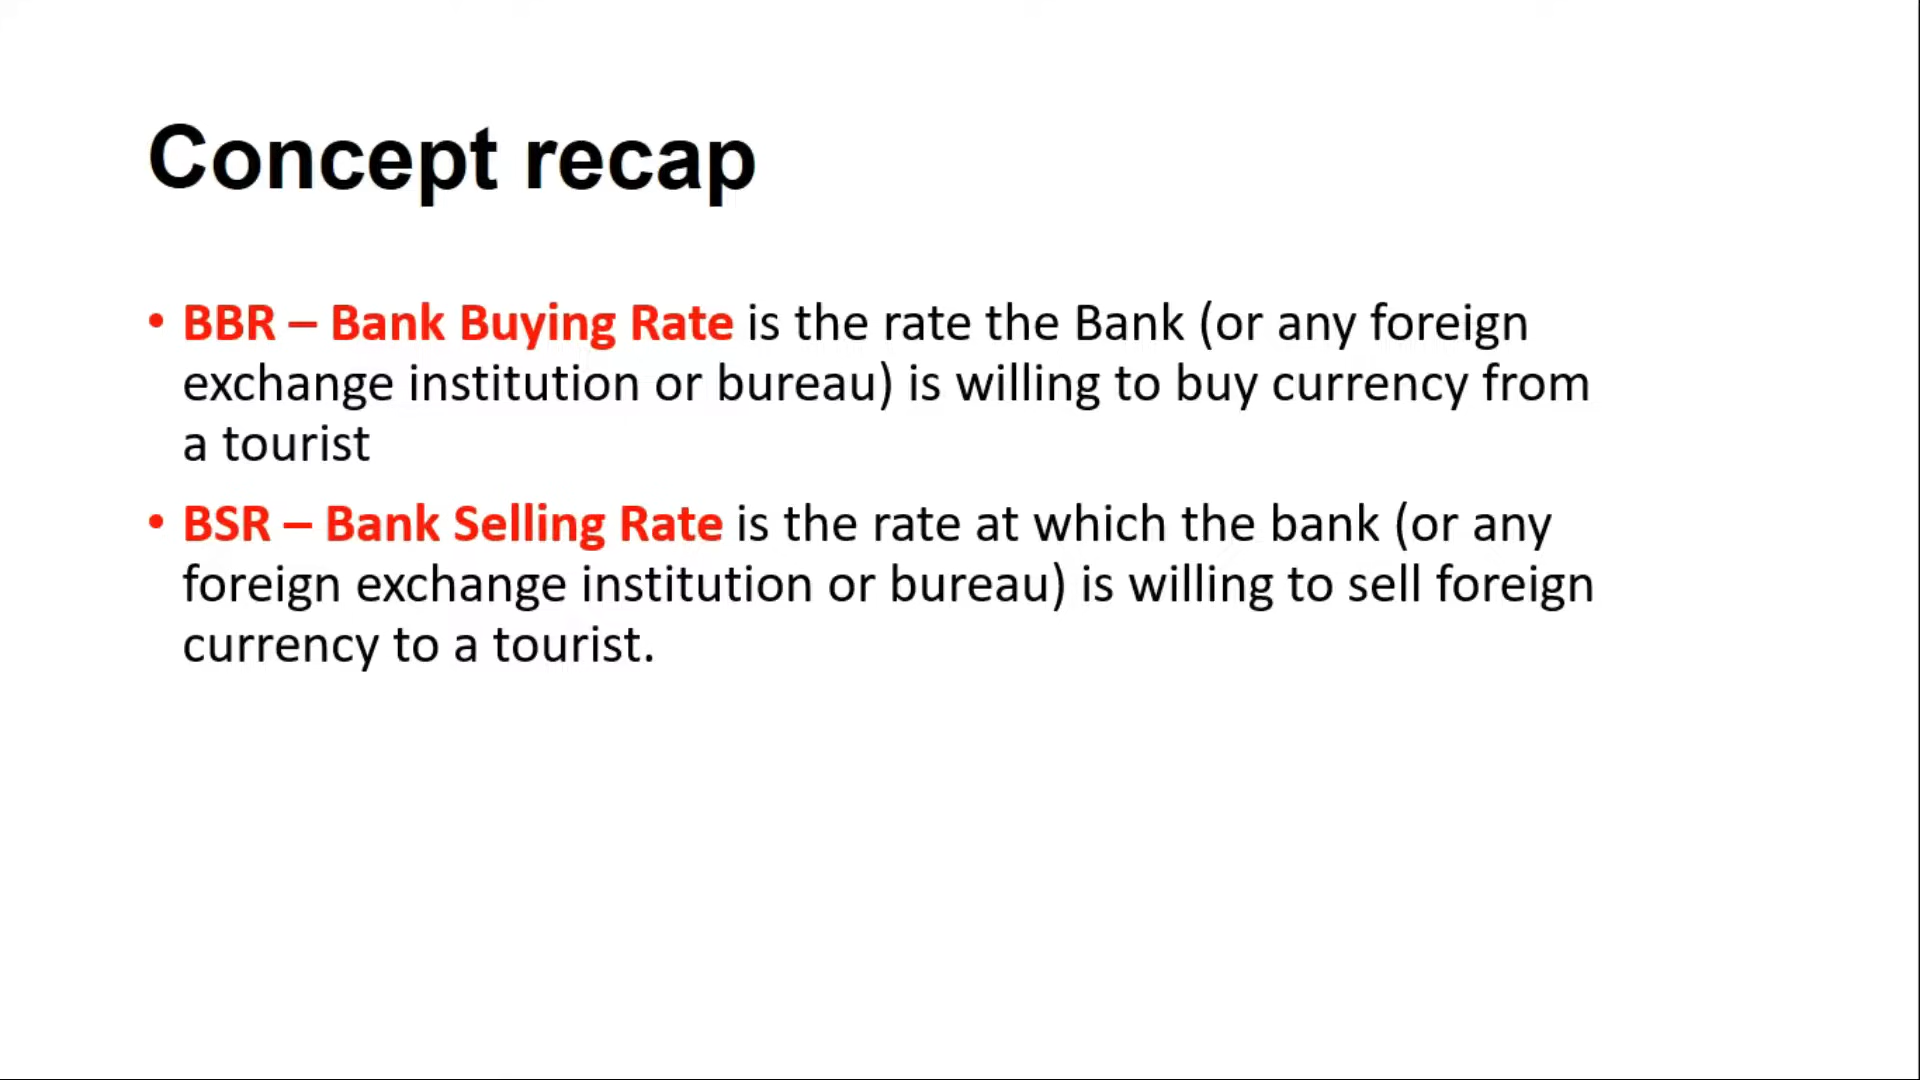 Concept recap
• BBR – Bank Buying Rate is the rate the Bank (or any foreign
exchange institution or bureau) is willing to buy currency from
a tourist
• BSR – Bank Selling Rate is the rate at which the bank (or any
foreign exchange institution or bureau) is willing to sell foreign
currency to a tourist.